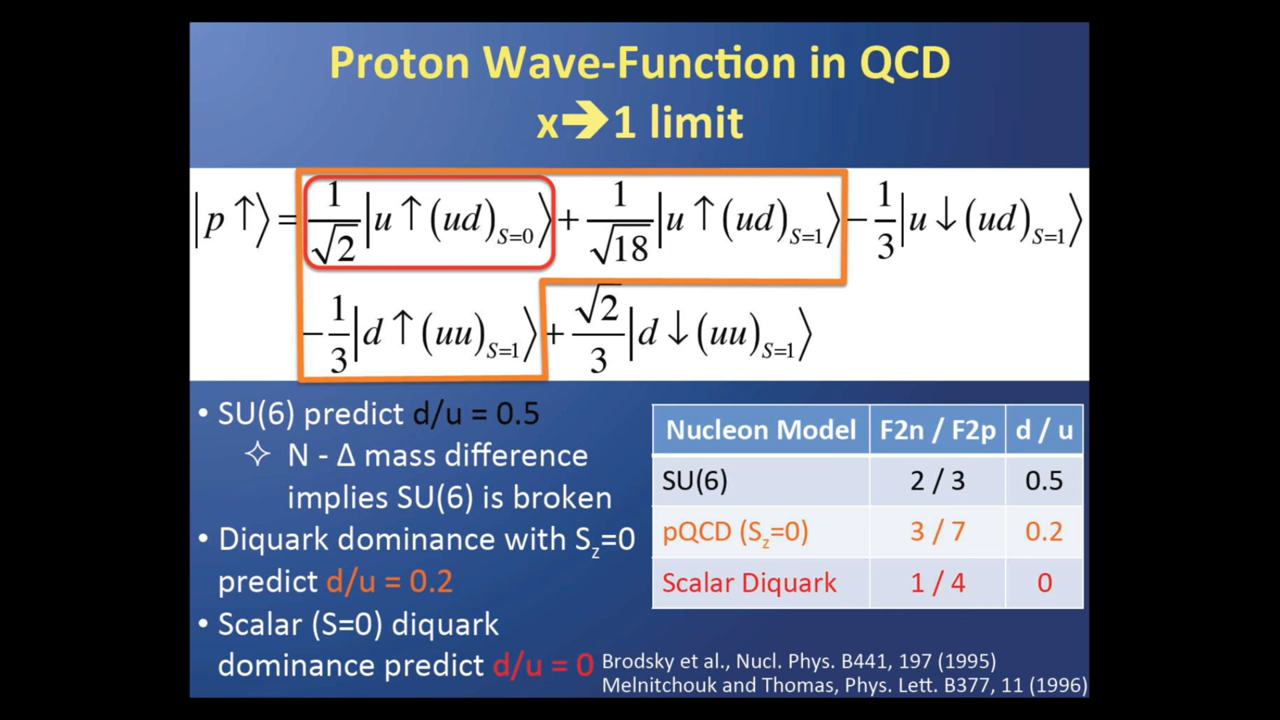 Proton Wave-Function in QCD
x➔1 limit
|p ↑⟩ = 1/√2 |u ↑ (ud)S=0⟩ + 1/√18 |u ↑ (ud)S=1⟩ − 1/3 |u ↓ (ud)S=1⟩
− 1/3 |d ↑ (uu)S=1⟩ + √2/3 |d ↓ (uu)S=1⟩
• SU(6) predict d/u = 0.5
✧ N - Δ mass difference
implies SU(6) is broken
• Diquark dominance with Sz=0
predict d/u = 0.2
• Scalar (S=0) diquark
dominance predict d/u = 0
Nucleon Model F2n / F2p d / u
SU(6) 2 / 3 0.5
pQCD (Sz=0) 3 / 7 0.2
Scalar Diquark 1 / 4 0
Brodsky et al., Nucl. Phys. B441, 197 (1995)
Melnitchouk and Thomas, Phys. Lett. B377, 11 (1996)